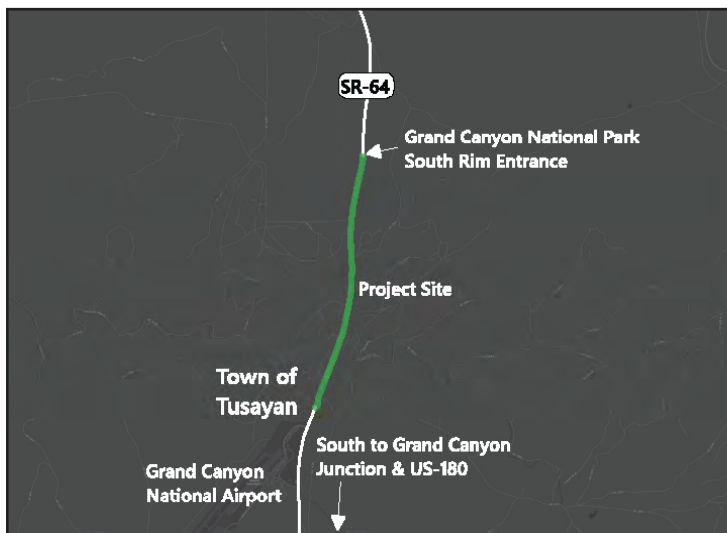 SR-64
Grand Canyon National Park
South Rim Entrance
Project Site
Town of
Tusayan
South to Grand Canyon
Junction & US-180
Grand Canyon
National Airport